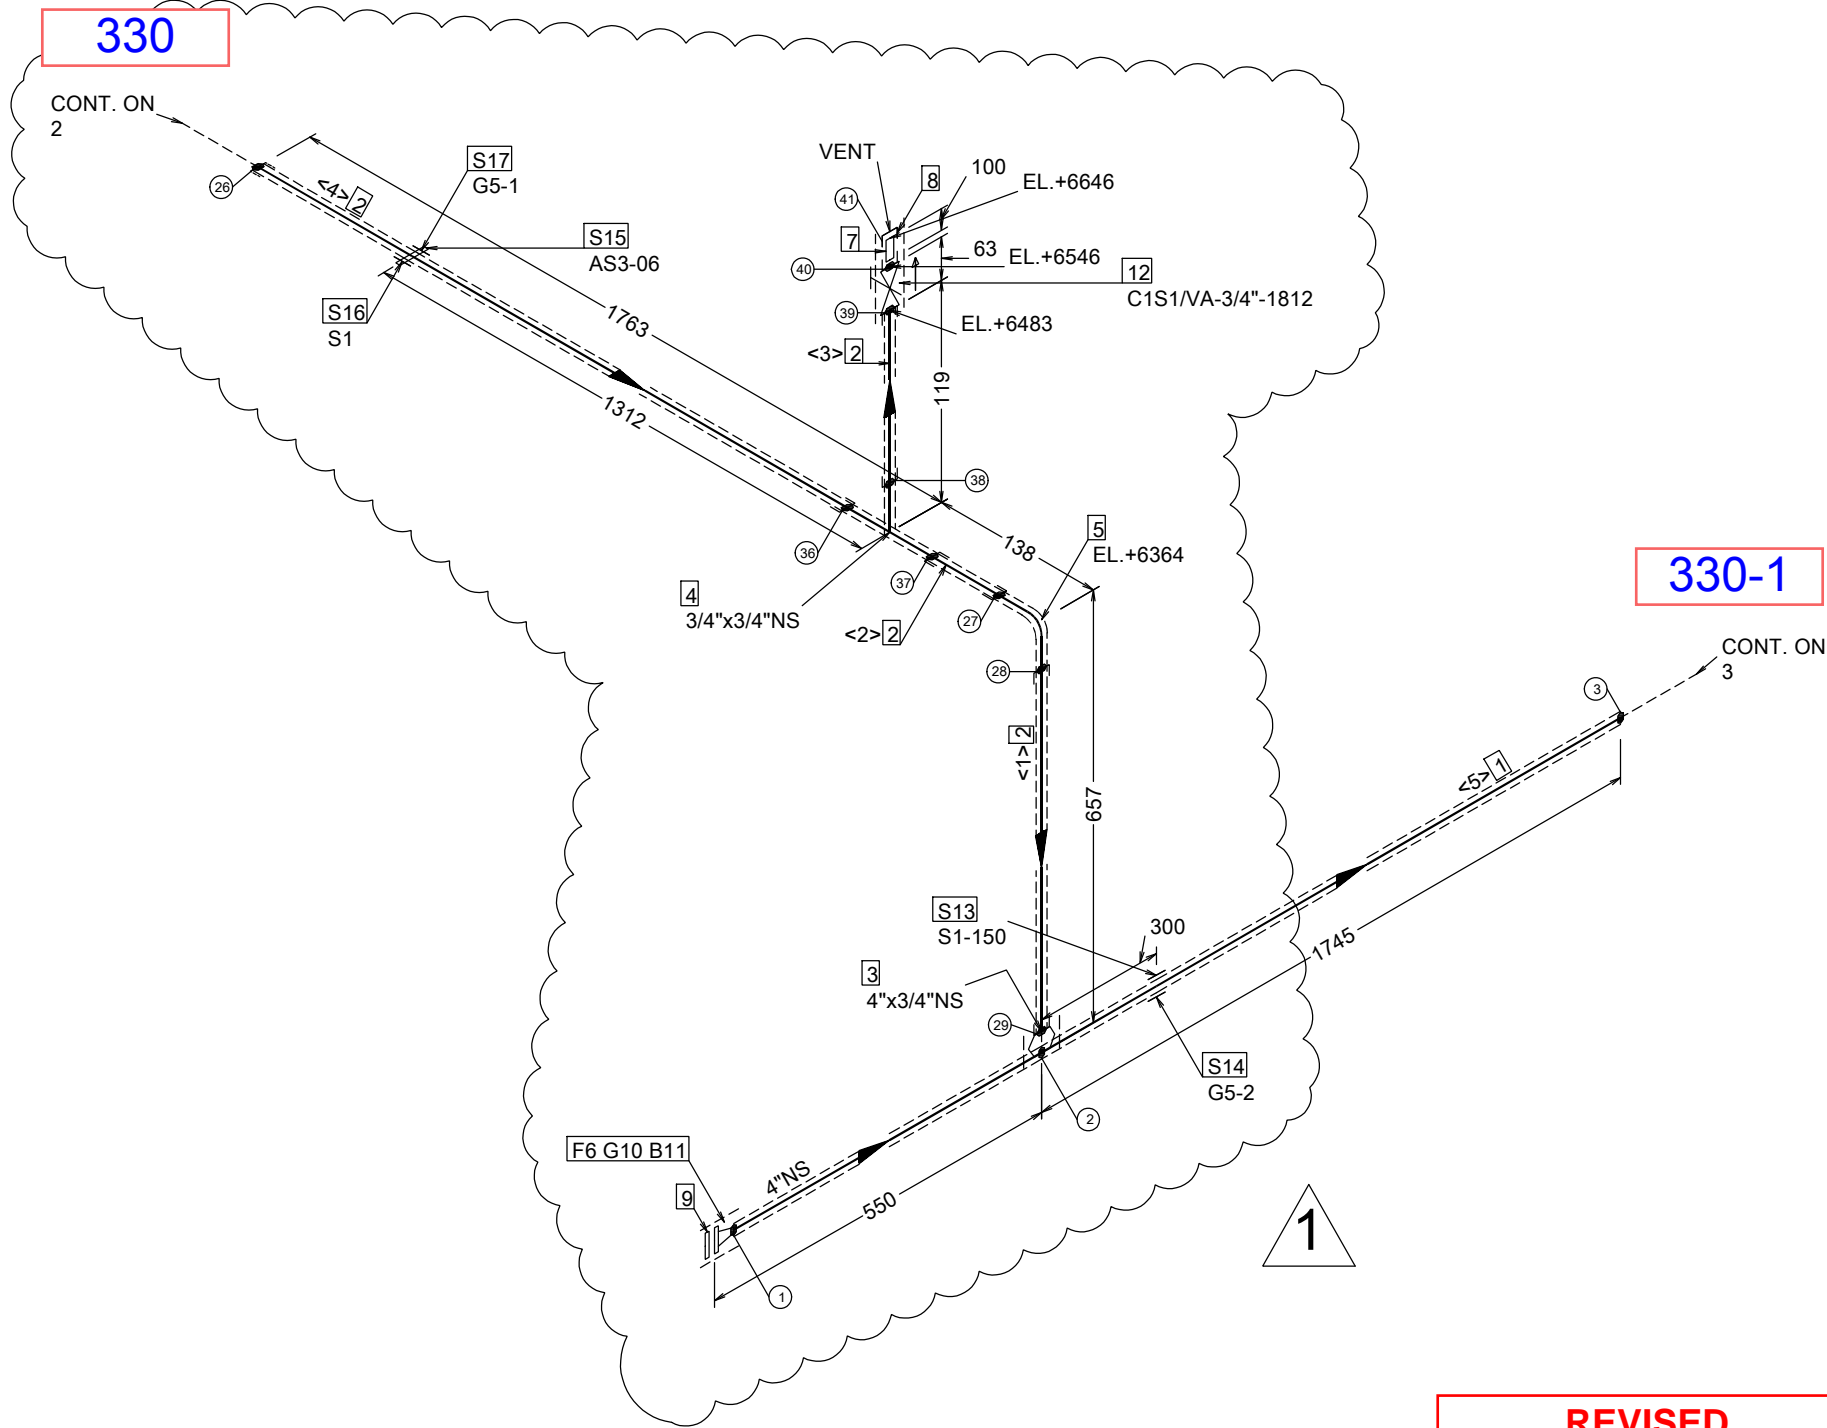 330
CONT. ON
2
26
<4> 2
S17
G5-1
S15
AS3-06
S16
S1
1763
1312
VENT
41
8
100
EL.+6646
7
63
40
EL.+6546
12
C1S1/VA-3/4"-1812
39
EL.+6483
<3> 2
119
38
36
37
138
5
EL.+6364
4
3/4"x3/4"NS
<2> 2
27
28
330-1
CONT. ON
3
3
<1> 2
657
<5> 1
S13
S1-150
300
1745
3
4"x3/4"NS
29
S14
G5-2
2
F6 G10 B11
4"NS
9
550
1
1
REVISED